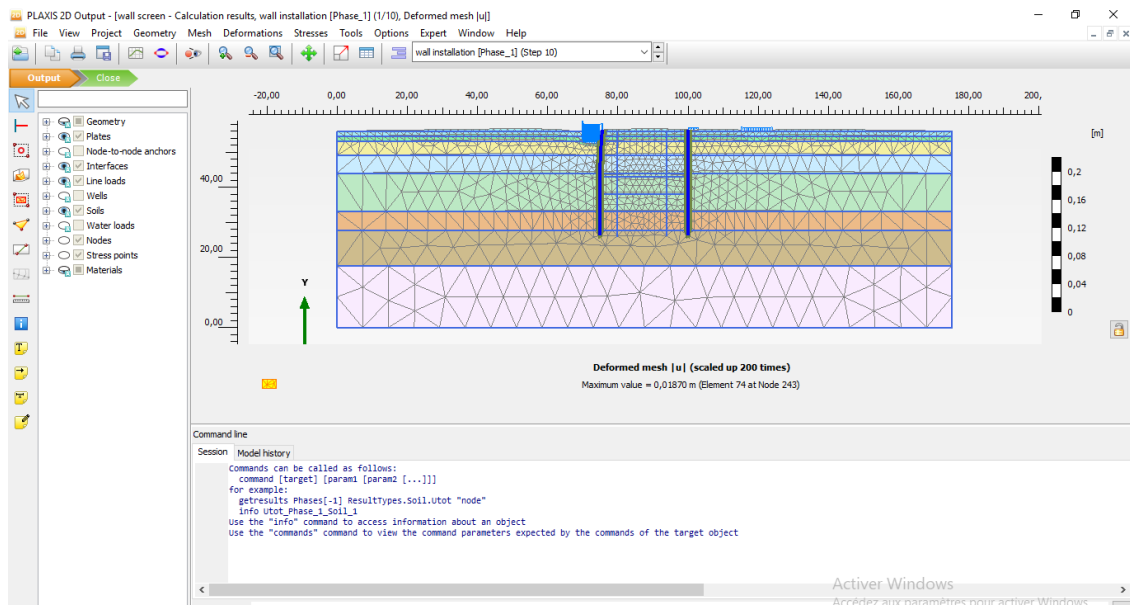 PLAXIS 2D Output - [wall screen - Calculation results, wall installation [Phase_1] (1/10), Deformed mesh |u|]
File View Project Geometry Mesh Deformations Stresses Tools Options Expert Window Help
wall installation [Phase_1] (Step 10)
Output Close
-20,00 0,00 20,00 40,00 60,00 80,00 100,00 120,00 140,00 160,00 180,00 200,
Geometry
Plates
Node-to-node anchors
Interfaces
Line loads
Wells
Soils
Water loads
Nodes
Stress points
Materials
40,00
20,00
0,00
Y
[m]
0,2
0,16
0,12
0,08
0,04
0
Deformed mesh |u| (scaled up 200 times)
Maximum value = 0,01870 m (Element 74 at Node 243)
Command line
Session Model history
Commands can be called as follows:
command [target] [param1 [param2 [...]]]
for example:
getresults Phases[-1] ResultTypes.Soil.Utot "node"
info Utot_Phase_1_Soil_1
Use the "info" command to access information about an object
Use the "commands" command to view the command parameters expected by the commands of the target object
Activer Windows
Accédez aux paramètres pour activer Windows